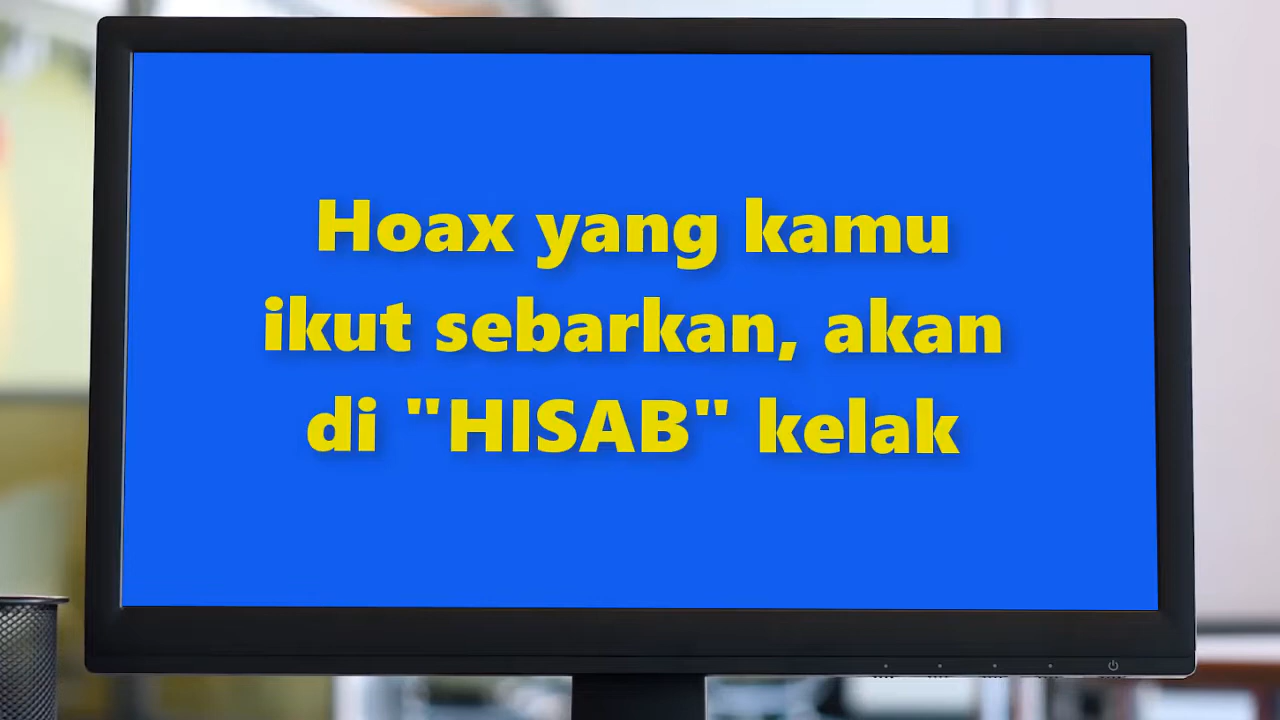 Hoax yang kamu
ikut sebarkan, akan
di "HISAB" kelak